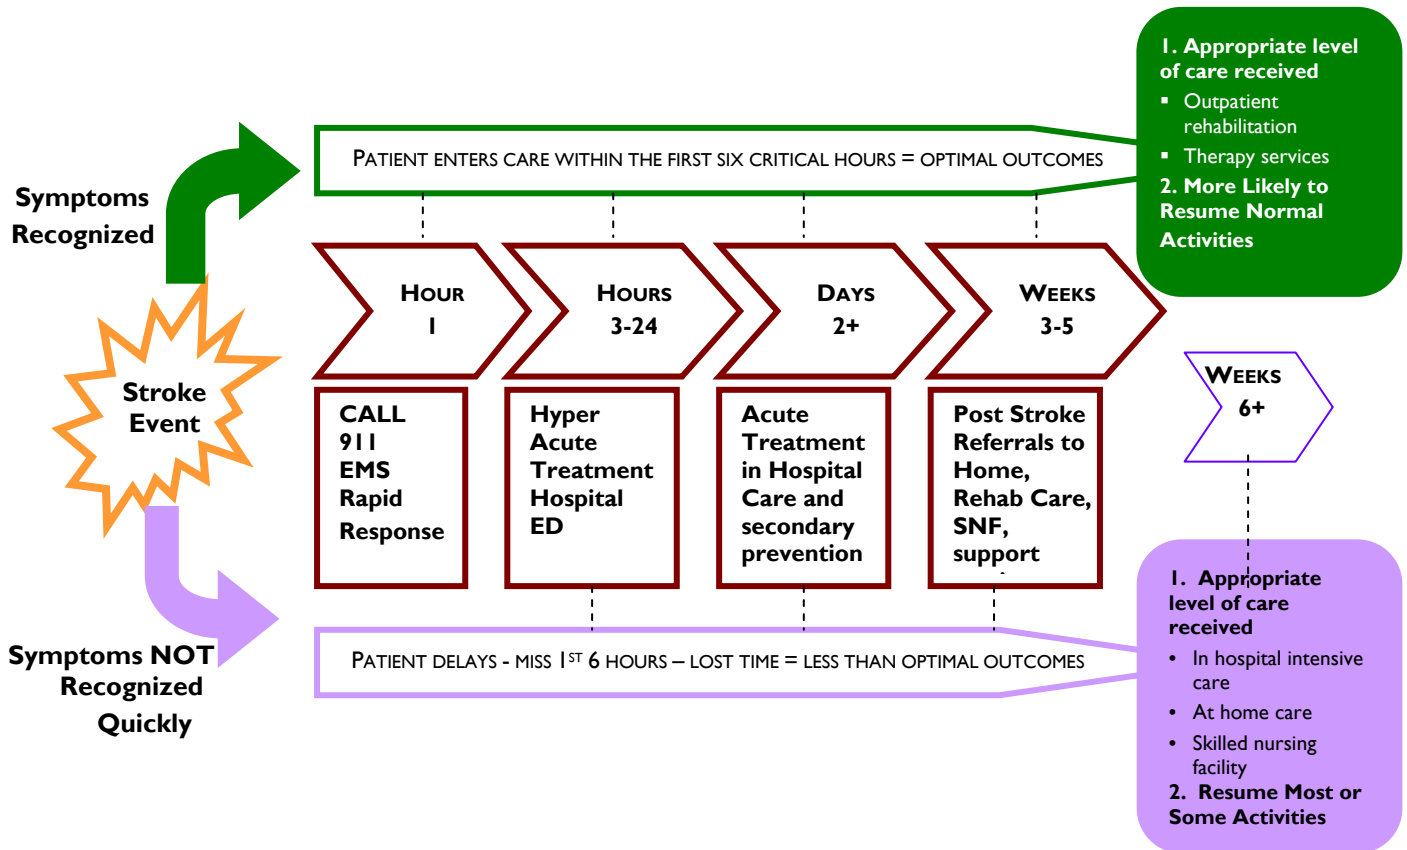 Symptoms
Recognized
Stroke
Event
Symptoms NOT
Recognized
Quickly
PATIENT ENTERS CARE WITHIN THE FIRST SIX CRITICAL HOURS = OPTIMAL OUTCOMES
HOUR
1
HOURS
3-24
DAYS
2+
WEEKS
3-5
WEEKS
6+
CALL
911
EMS
Rapid
Response
Hyper
Acute
Treatment
Hospital
ED
Acute
Treatment
in Hospital
Care and
secondary
prevention
Post Stroke
Referrals to
Home,
Rehab Care,
SNF,
support
PATIENT DELAYS - MISS 1ST 6 HOURS – LOST TIME = LESS THAN OPTIMAL OUTCOMES
1. Appropriate level
of care received
▪ Outpatient
rehabilitation
▪ Therapy services
2. More Likely to
Resume Normal
Activities
1. Appropriate
level of care
received
• In hospital intensive
care
• At home care
• Skilled nursing
facility
2. Resume Most or
Some Activities